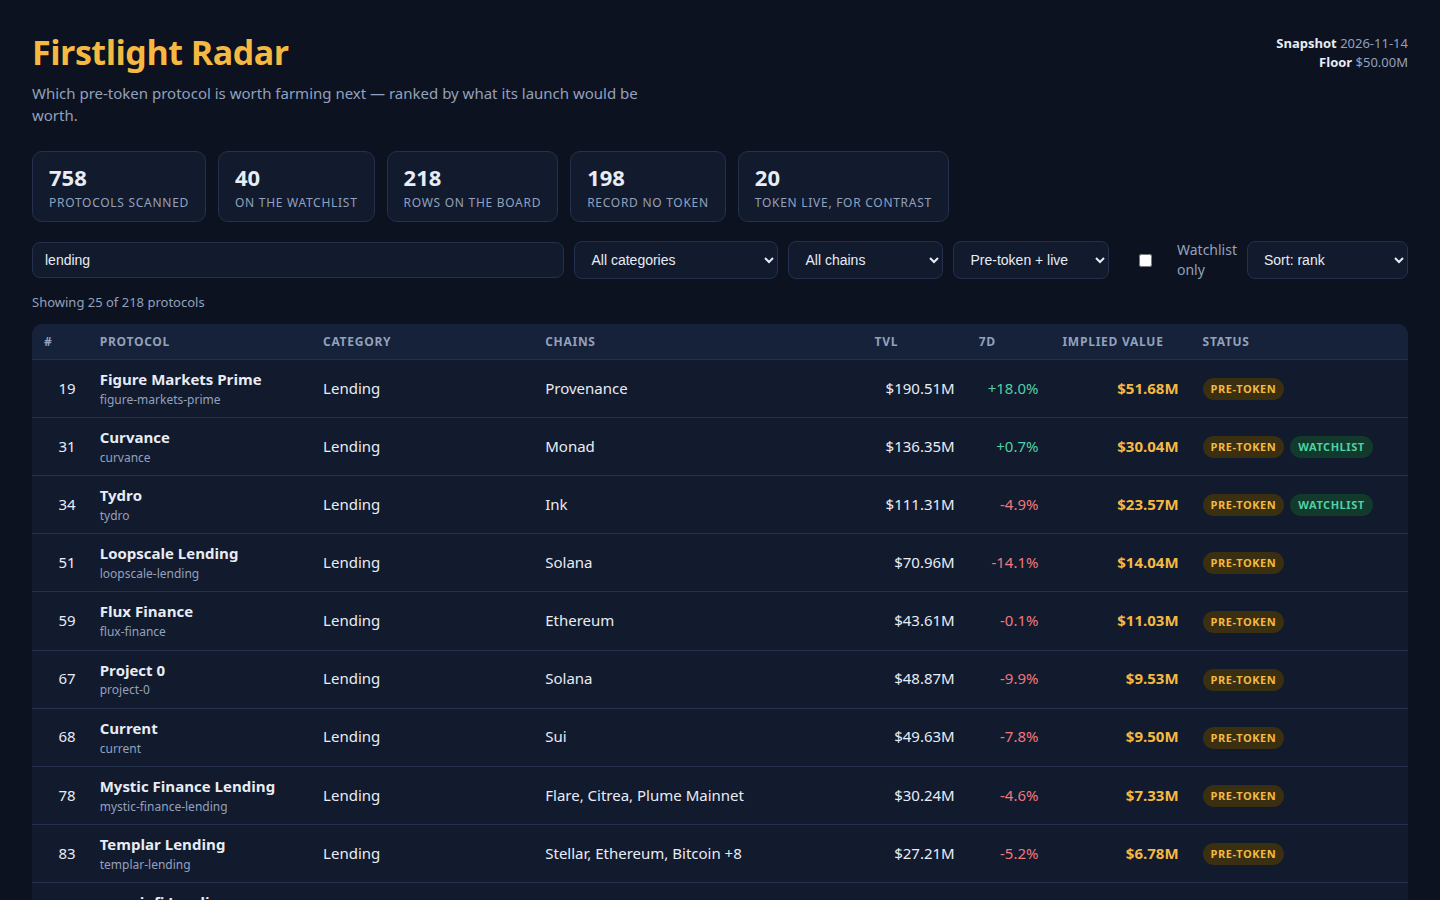 Firstlight Radar
Snapshot 2026-11-14
Floor $50.00M
Which pre-token protocol is worth farming next — ranked by what its launch would be
worth.
758
PROTOCOLS SCANNED
40
ON THE WATCHLIST
218
ROWS ON THE BOARD
198
RECORD NO TOKEN
20
TOKEN LIVE, FOR CONTRAST
lending
All categories
All chains
Pre-token + live
Watchlist
only
Sort: rank
Showing 25 of 218 protocols
# PROTOCOL CATEGORY CHAINS TVL 7D IMPLIED VALUE STATUS
19 Figure Markets Prime Lending Provenance $190.51M +18.0% $51.68M PRE-TOKEN
figure-markets-prime
31 Curvance Lending Monad $136.35M +0.7% $30.04M PRE-TOKEN WATCHLIST
curvance
34 Tydro Lending Ink $111.31M -4.9% $23.57M PRE-TOKEN WATCHLIST
tydro
51 Loopscale Lending Lending Solana $70.96M -14.1% $14.04M PRE-TOKEN
loopscale-lending
59 Flux Finance Lending Ethereum $43.61M -0.1% $11.03M PRE-TOKEN
flux-finance
67 Project 0 Lending Solana $48.87M -9.9% $9.53M PRE-TOKEN
project-0
68 Current Lending Sui $49.63M -7.8% $9.50M PRE-TOKEN
current
78 Mystic Finance Lending Lending Flare, Citrea, Plume Mainnet $30.24M -4.6% $7.33M PRE-TOKEN
mystic-finance-lending
83 Templar Lending Lending Stellar, Ethereum, Bitcoin +8 $27.21M -5.2% $6.78M PRE-TOKEN
templar-lending